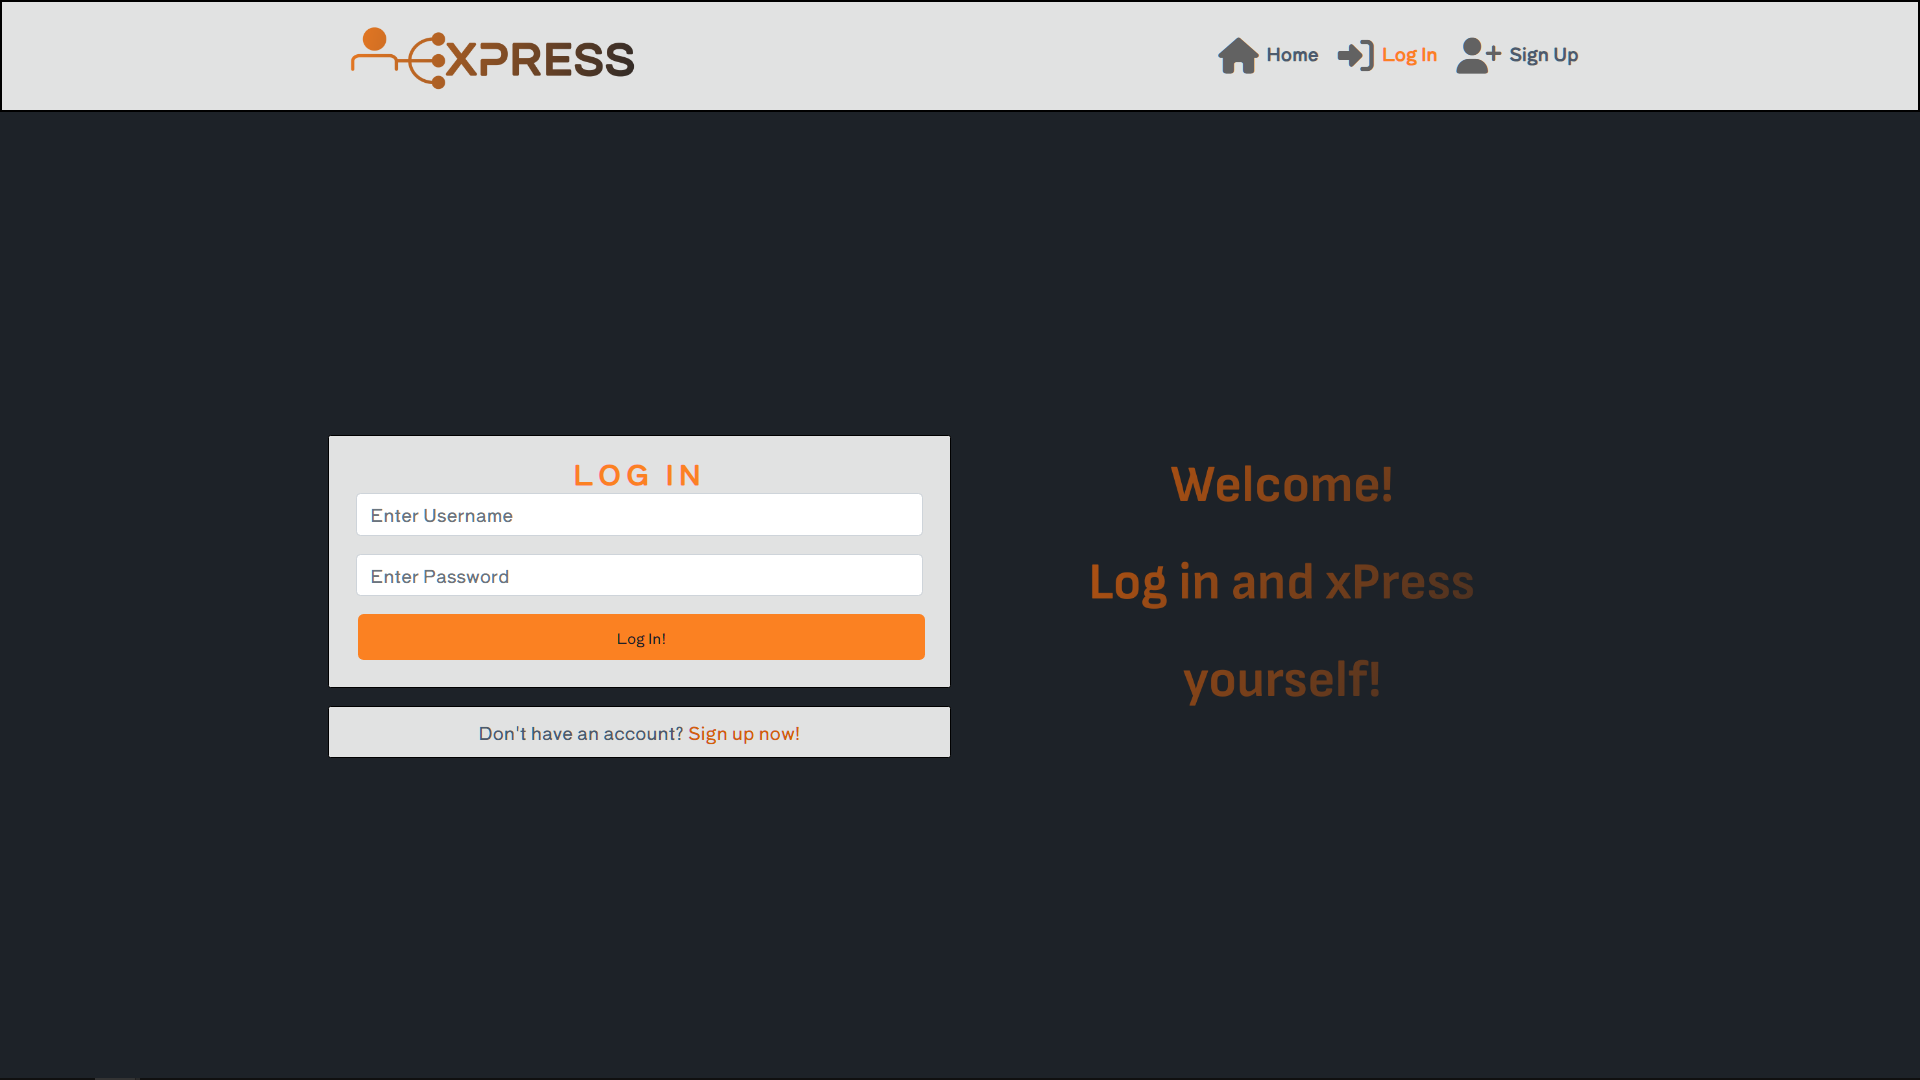 XPRESS
Home
Log In
Sign Up
LOG IN
Enter Username
Enter Password
Log In!
Don't have an account? Sign up now!
Welcome!
Log in and xPress
yourself!